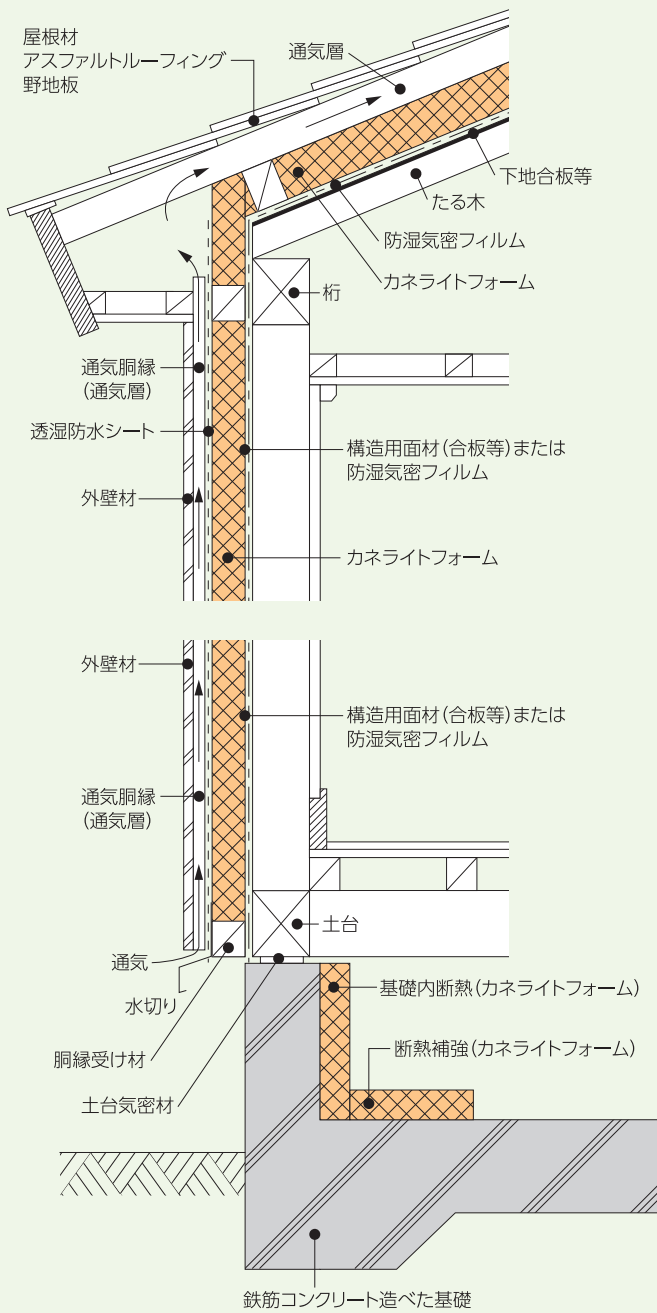 屋根材
アスファルトルーフィング
野地板
通気層
下地合板等
たる木
防湿気密フィルム
カネライトフォーム
桁
通気胴縁
(通気層)
透湿防水シート
構造用面材(合板等)または
防湿気密フィルム
外壁材
カネライトフォーム
外壁材
構造用面材(合板等)または
防湿気密フィルム
通気胴縁
(通気層)
土台
通気
水切り
基礎内断熱(カネライトフォーム)
胴縁受け材
断熱補強(カネライトフォーム)
土台気密材
鉄筋コンクリート造べた基礎